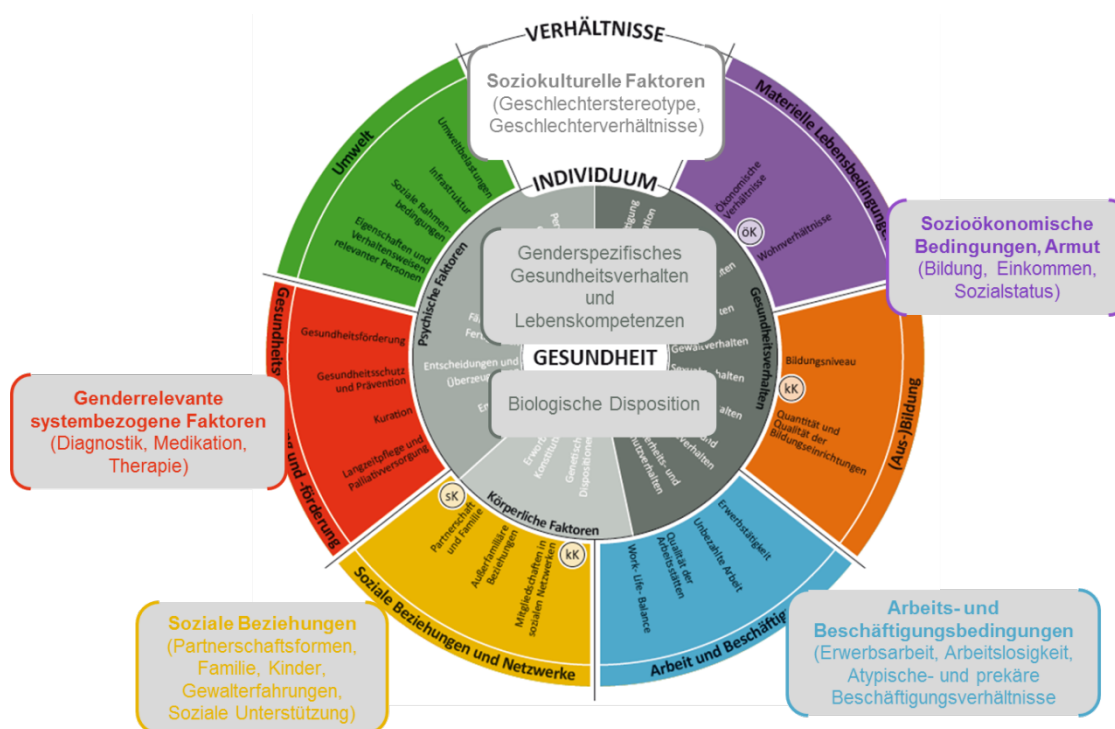 VERHÄLTNISSE
Soziokulturelle Faktoren
(Geschlechterstereotype,
Geschlechterverhältnisse)
Umwelt
Umweltbelastungen
Infrastruktur
Soziale Rahmen-
bedingungen
Eigenschaften und
Verhaltensweisen
relevanter Personen
Materielle Lebensbedingungen
Ökonomische
Verhältnisse
öK
Wohnverhältnisse
Sozioökonomische
Bedingungen, Armut
(Bildung, Einkommen,
Sozialstatus)
INDIVIDUUM
Psychische Faktoren
Genderspezifisches
Gesundheitsverhalten
und
Lebenskompetenzen
Gesundheitsverhalten
Gewaltverhalten
GESUNDHEIT
Entscheidungen und
Biologische Disposition
Körperliche Faktoren
Gesundheitsförderung
Gesundheitsschutz
und Prävention
Kuration
Langzeitpflege und
Palliativversorgung
und -förderung
Genderrelevante
systembezogene Faktoren
(Diagnostik, Medikation,
Therapie)
(Aus-)Bildung
Bildungsniveau
kK
Quantität und
Qualität der
Bildungseinrichtungen
Soziale Beziehungen und Netzwerke
sK
Partnerschaft
und Familie
Außerfamiliäre
Beziehungen
kK
Mitgliedschaften in
sozialen Netzwerken
Soziale Beziehungen
(Partnerschaftsformen,
Familie, Kinder,
Gewalterfahrungen,
Soziale Unterstützung)
Arbeit und
Work- Life- Balance
Qualität der
Arbeitsstätten
Unbezahlte Arbeit
Erwerbstätigkeit
Arbeits- und
Beschäftigungsbedingungen
(Erwerbsarbeit, Arbeitslosigkeit,
Atypische- und prekäre
Beschäftigungsverhältnisse